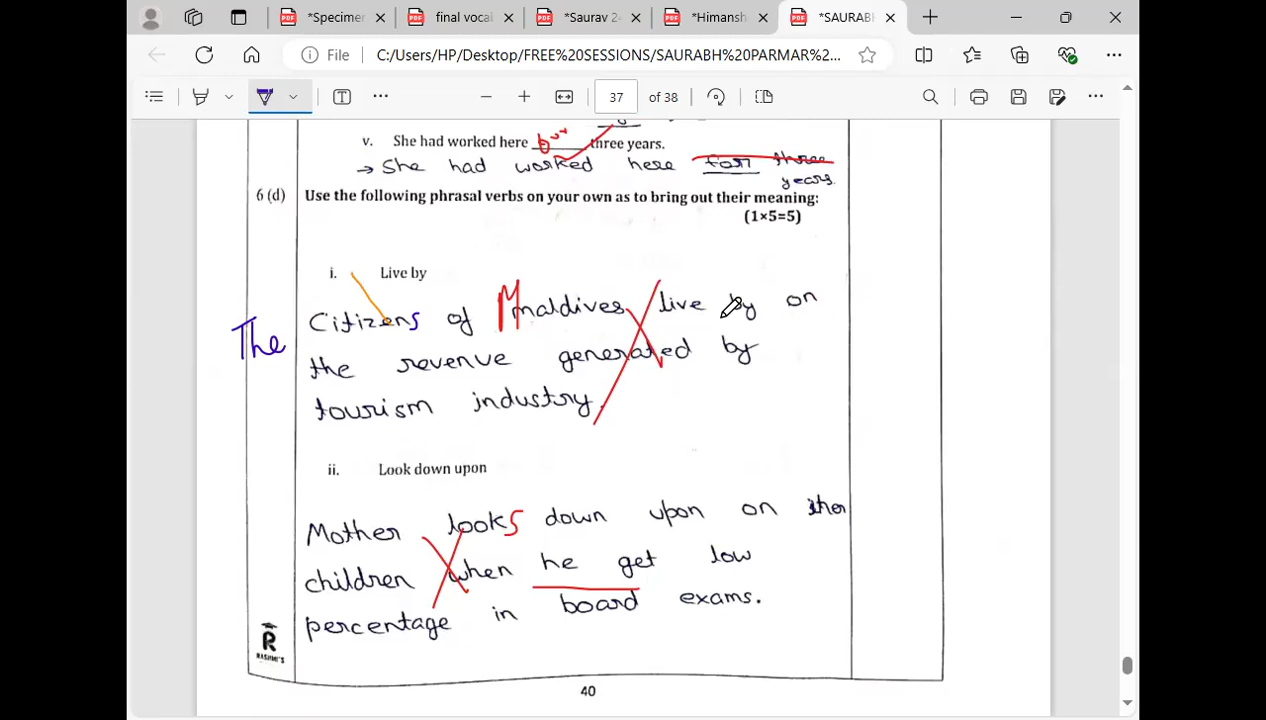 *Specimer
final vocal
*Saurav 2-
*Himansh
*SAURABH
File
C:/Users/HP/Desktop/FREE%20SESSIONS/SAURABH%20PARMAR%2...
37 of 38
v. She had worked here for three years.
→ She had worked here for three
years.
6 (d) Use the following phrasal verbs on your own as to bring out their meaning:
(1×5=5)
i. Live by
The Citizens of Mmaldives live by on
the revenue generated by
tourism industry.
ii. Look down upon
Mother looks down upon on
children when he get low
percentage in board exams.
R
RASHMI'S
40